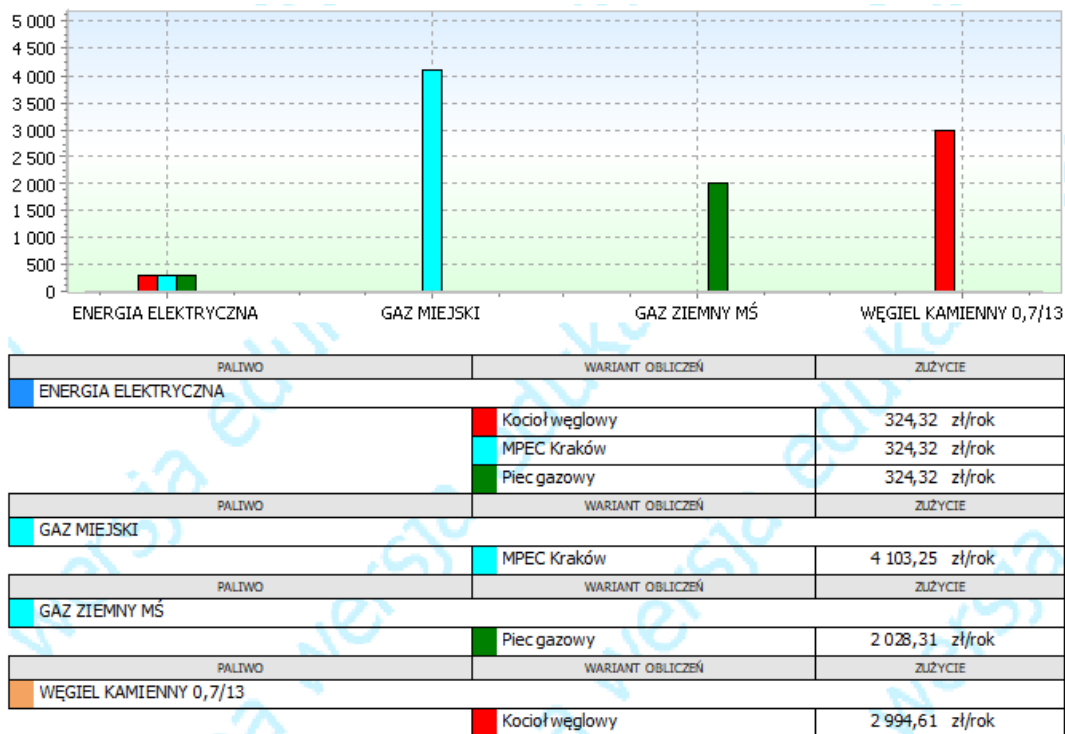 5 000
4 500
4 000
3 500
3 000
2 500
2 000
1 500
1 000
500
0
ENERGIA ELEKTRYCZNA GAZ MIEJSKI GAZ ZIEMNY MŚ WĘGIEL KAMIENNY 0,7/13
PALIWO WARIANT OBLICZEŃ ZUŻYCIE
ENERGIA ELEKTRYCZNA
Kocioł węglowy 324,32 zł/rok
MPEC Kraków 324,32 zł/rok
Piec gazowy 324,32 zł/rok
PALIWO WARIANT OBLICZEŃ ZUŻYCIE
GAZ MIEJSKI
MPEC Kraków 4 103,25 zł/rok
PALIWO WARIANT OBLICZEŃ ZUŻYCIE
GAZ ZIEMNY MŚ
Piec gazowy 2 028,31 zł/rok
PALIWO WARIANT OBLICZEŃ ZUŻYCIE
WĘGIEL KAMIENNY 0,7/13
Kocioł węglowy 2 994,61 zł/rok